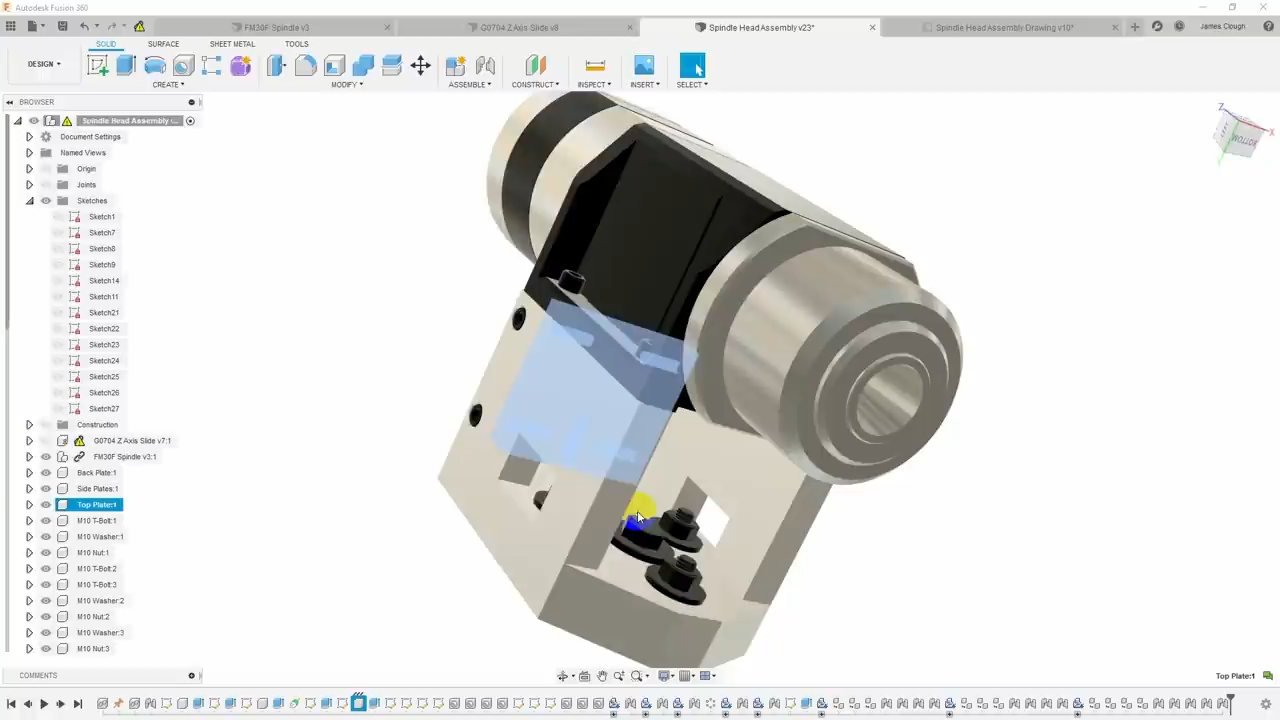 Autodesk Fusion 360
FM30F Spindle v3
G0704 Z Axis Slide v8
Spindle Head Assembly v23*
Spindle Head Assembly Drawing v10*
James Clough
SOLID
SURFACE
SHEET METAL
TOOLS
DESIGN
CREATE
MODIFY
ASSEMBLE
CONSTRUCT
INSPECT
INSERT
SELECT
BROWSER
Spindle Head Assembly ...
Document Settings
Named Views
Origin
Joints
Sketches
Sketch1
Sketch7
Sketch8
Sketch9
Sketch14
Sketch11
Sketch21
Sketch22
Sketch23
Sketch24
Sketch25
Sketch26
Sketch27
Construction
G0704 Z Axis Slide v7:1
FM30F Spindle v3:1
Back Plate:1
Side Plates:1
Top Plate:1
M10 T-Bolt:1
M10 Washer:1
M10 Nut:1
M10 T-Bolt:2
M10 T-Bolt:3
M10 Washer:2
M10 Nut:2
M10 Washer:3
M10 Nut:3
Z
X
BOTTOM
COMMENTS
Top Plate:1